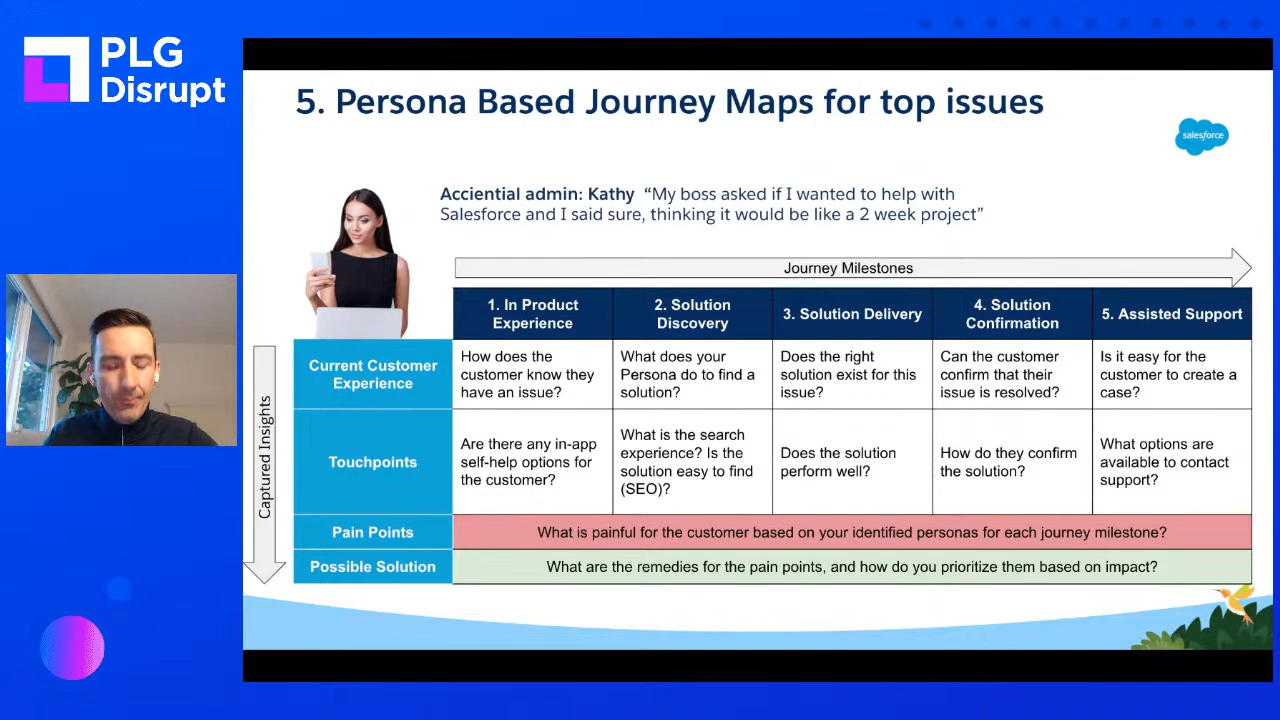 PLG
Disrupt
5. Persona Based Journey Maps for top issues
salesforce
Acciential admin: Kathy “My boss asked if I wanted to help with
Salesforce and I said sure, thinking it would be like a 2 week project”
Journey Milestones
1. In Product
Experience
2. Solution
Discovery
3. Solution Delivery
4. Solution
Confirmation
5. Assisted Support
Captured Insights
Current Customer
Experience
How does the
customer know they
have an issue?
What does your
Persona do to find a
solution?
Does the right
solution exist for this
issue?
Can the customer
confirm that their
issue is resolved?
Is it easy for the
customer to create a
case?
Touchpoints
Are there any in-app
self-help options for
the customer?
What is the search
experience? Is the
solution easy to find
(SEO)?
Does the solution
perform well?
How do they confirm
the solution?
What options are
available to contact
support?
Pain Points
What is painful for the customer based on your identified personas for each journey milestone?
Possible Solution
What are the remedies for the pain points, and how do you prioritize them based on impact?